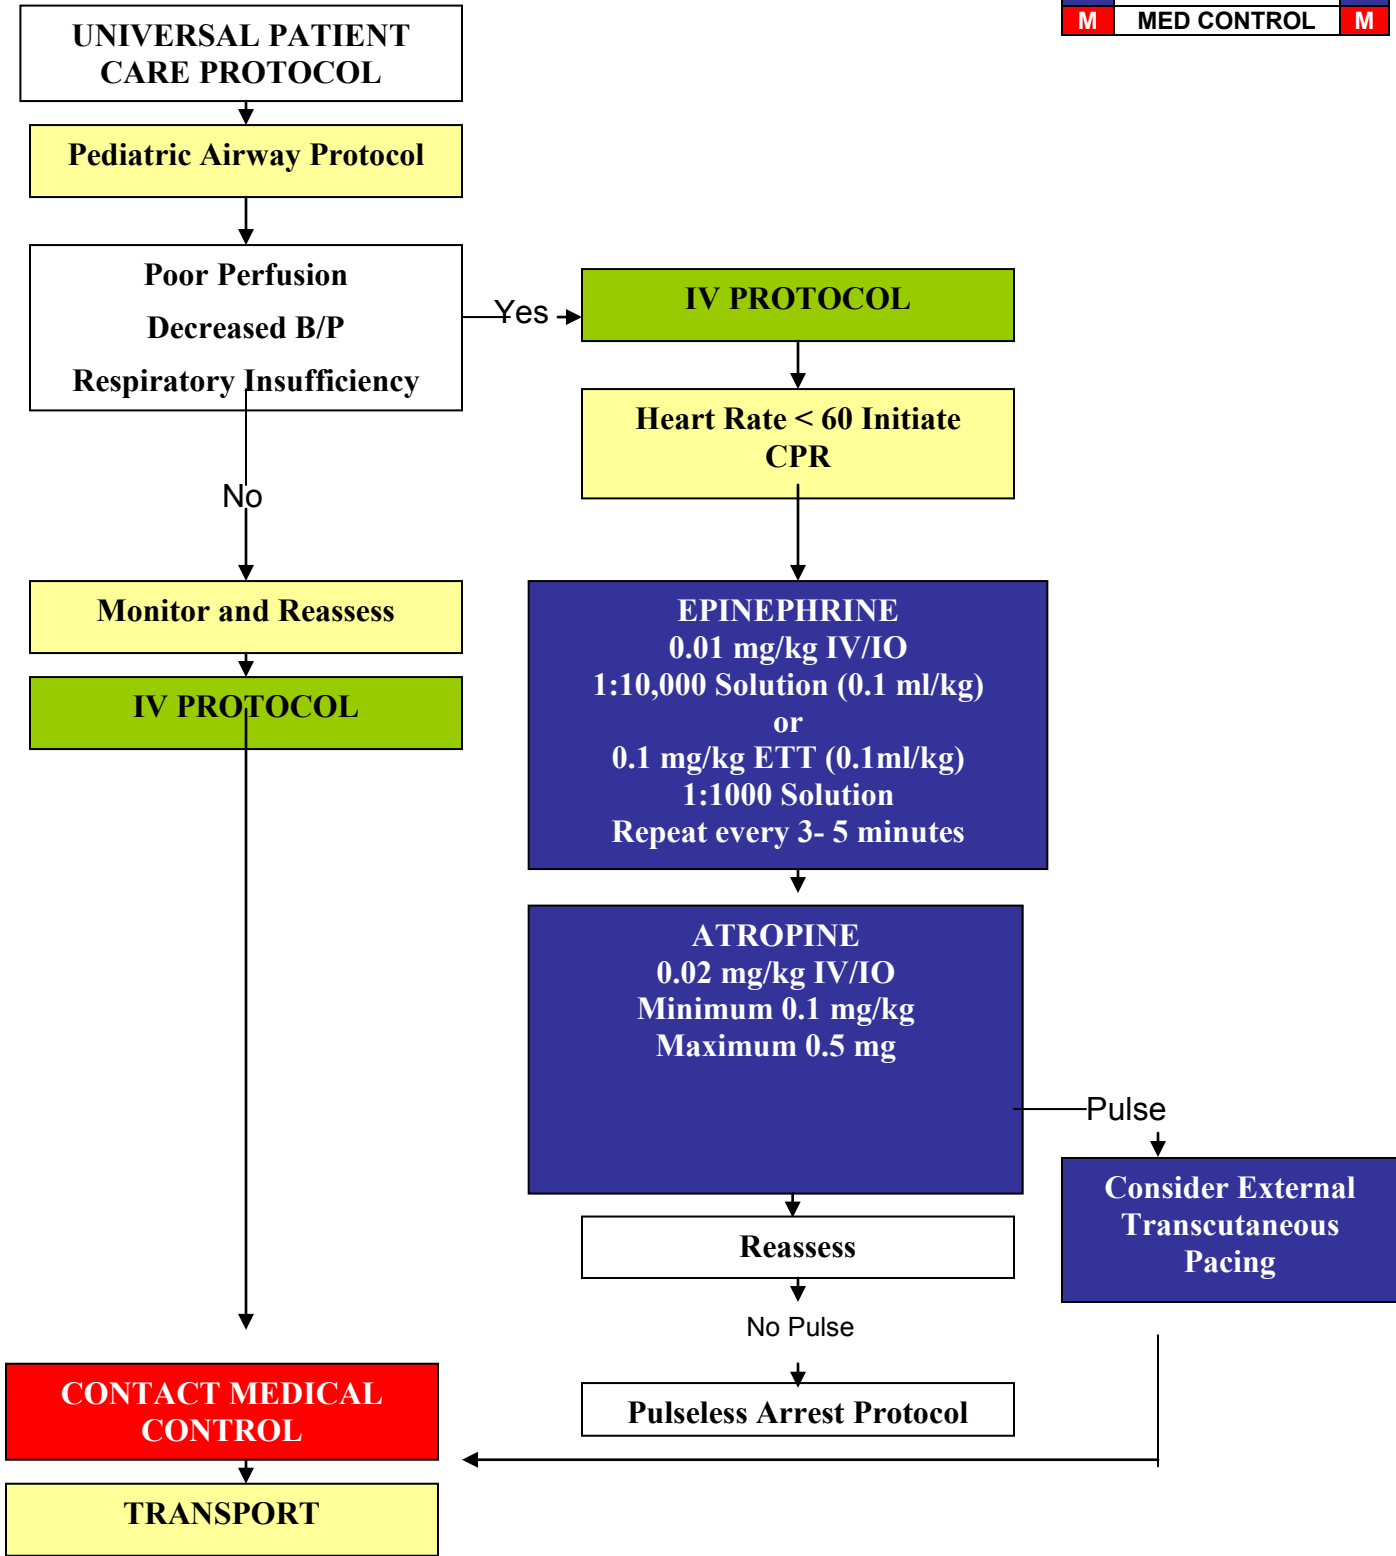 M MED CONTROL M
UNIVERSAL PATIENT
CARE PROTOCOL
Pediatric Airway Protocol
Poor Perfusion
Decreased B/P
Respiratory Insufficiency
Yes
IV PROTOCOL
Heart Rate < 60 Initiate
CPR
No
Monitor and Reassess
IV PROTOCOL
EPINEPHRINE
0.01 mg/kg IV/IO
1:10,000 Solution (0.1 ml/kg)
or
0.1 mg/kg ETT (0.1ml/kg)
1:1000 Solution
Repeat every 3- 5 minutes
ATROPINE
0.02 mg/kg IV/IO
Minimum 0.1 mg/kg
Maximum 0.5 mg
Pulse
Consider External
Transcutaneous
Pacing
Reassess
No Pulse
Pulseless Arrest Protocol
CONTACT MEDICAL
CONTROL
TRANSPORT